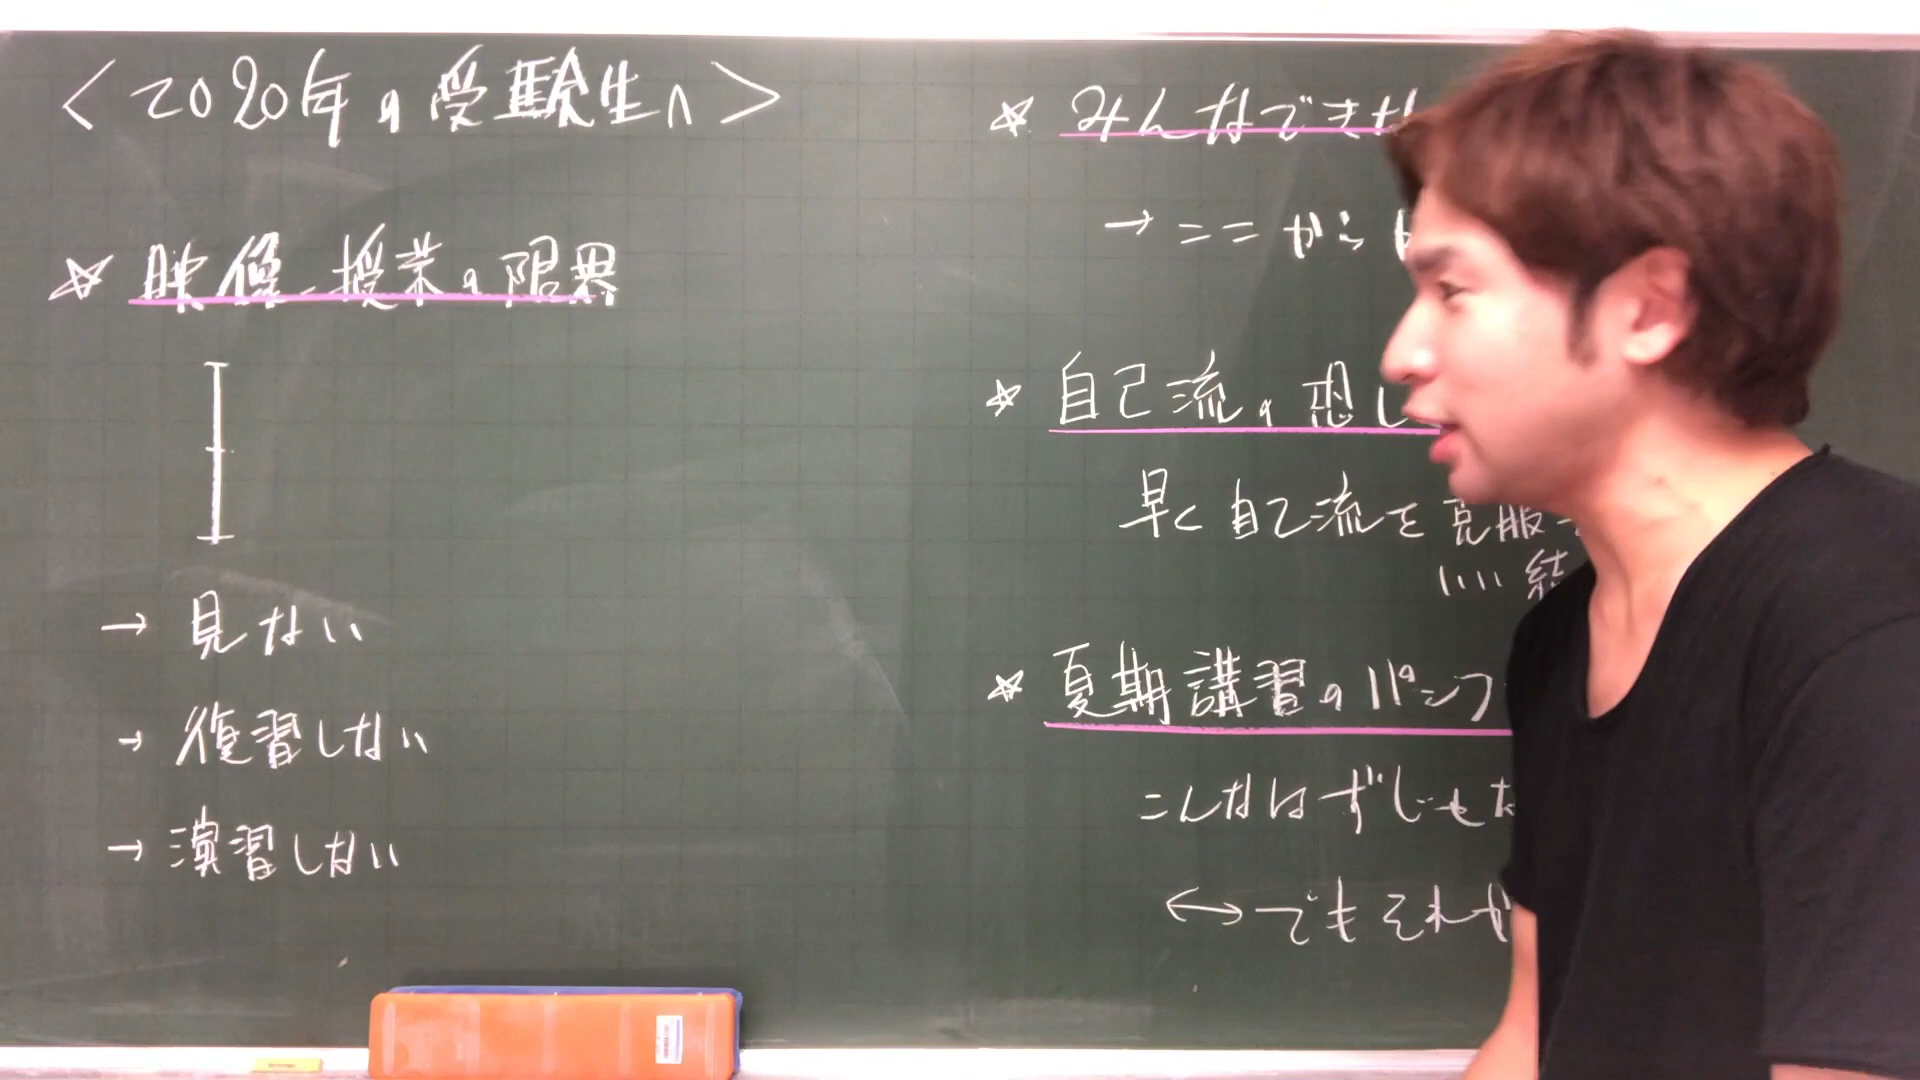 <2020年の受験生へ>
☆ 映像授業の限界
→ 見ない
→ 復習しない
→ 演習しない
☆ みんなできな
→ ここから
☆ 自己流の恐し
早く自己流を克服
いい 結
☆ 夏期講習のパンフ
こんなはずじゃな
↔ でもそれが